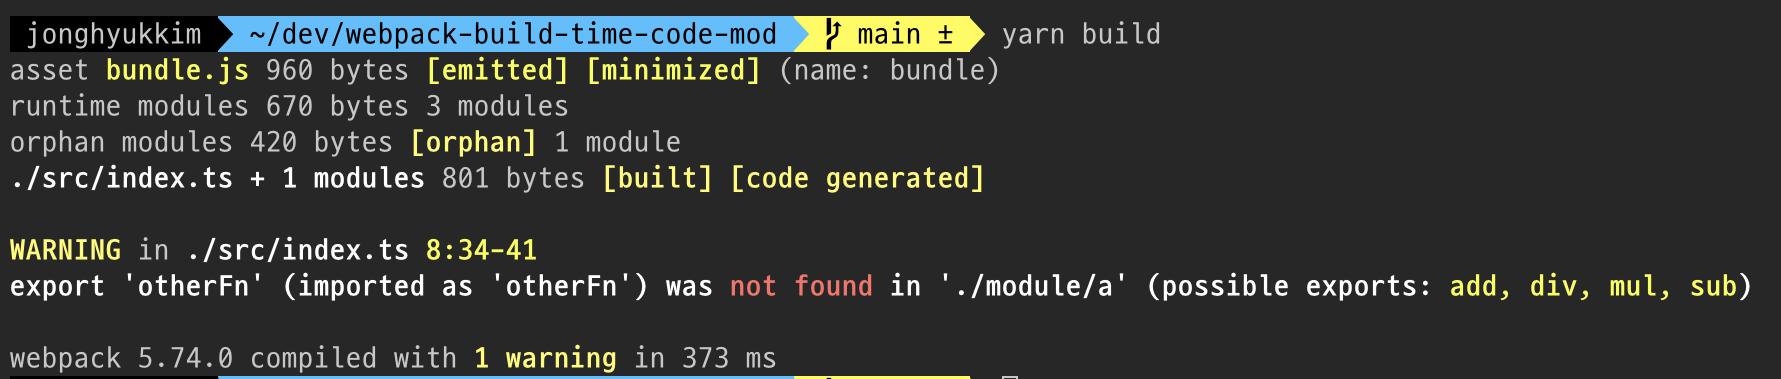 jonghyukkim ~/dev/webpack-build-time-code-mod main ± yarn build
asset bundle.js 960 bytes [emitted] [minimized] (name: bundle)
runtime modules 670 bytes 3 modules
orphan modules 420 bytes [orphan] 1 module
./src/index.ts + 1 modules 801 bytes [built] [code generated]
WARNING in ./src/index.ts 8:34-41
export 'otherFn' (imported as 'otherFn') was not found in './module/a' (possible exports: add, div, mul, sub)
webpack 5.74.0 compiled with 1 warning in 373 ms